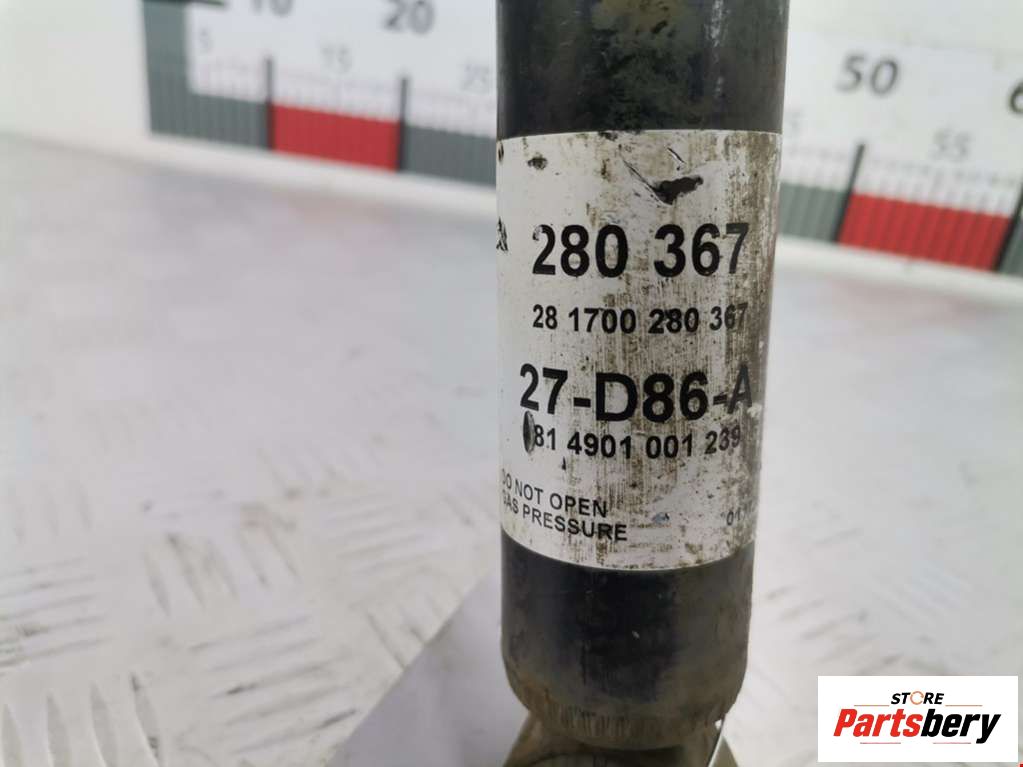 10 20 50
5 15 25 55
280 367
28 1700 280 367
27-D86-A
81 4901 001 239
DO NOT OPEN
GAS PRESSURE
STORE
Partsbery